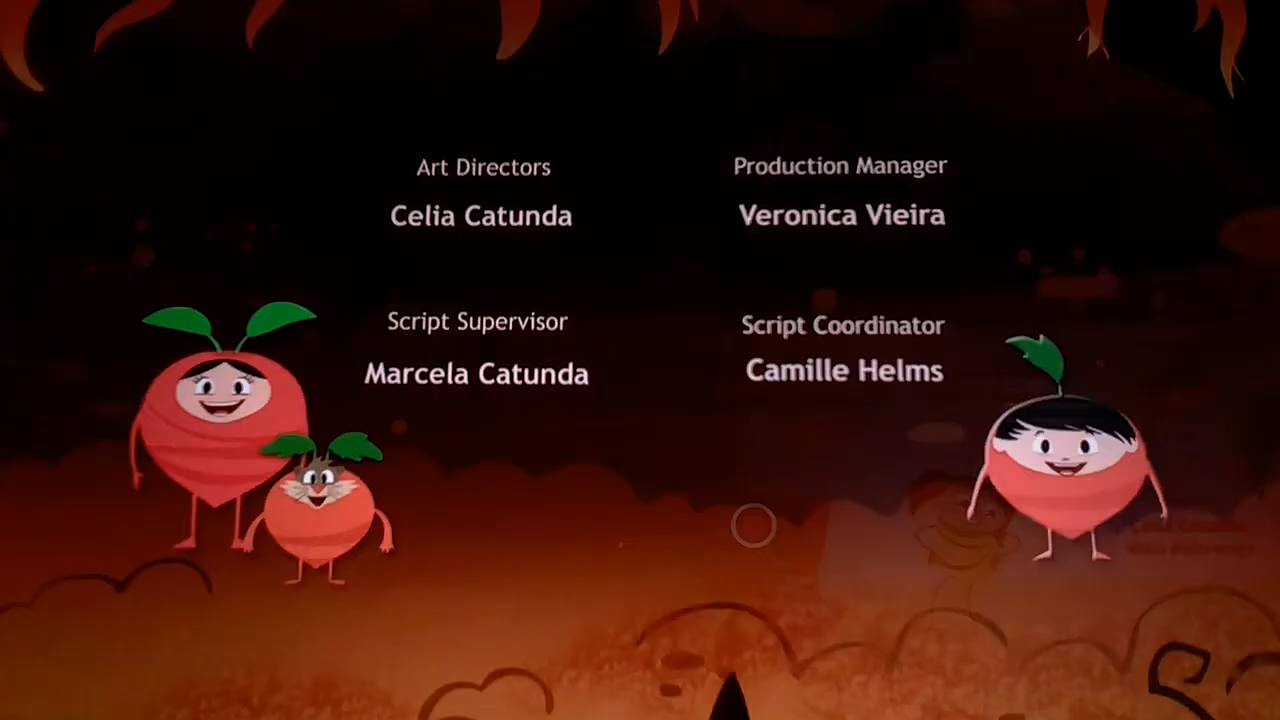 Art Directors
Celia Catunda
Production Manager
Veronica Vieira
Script Supervisor
Marcela Catunda
Script Coordinator
Camille Helms